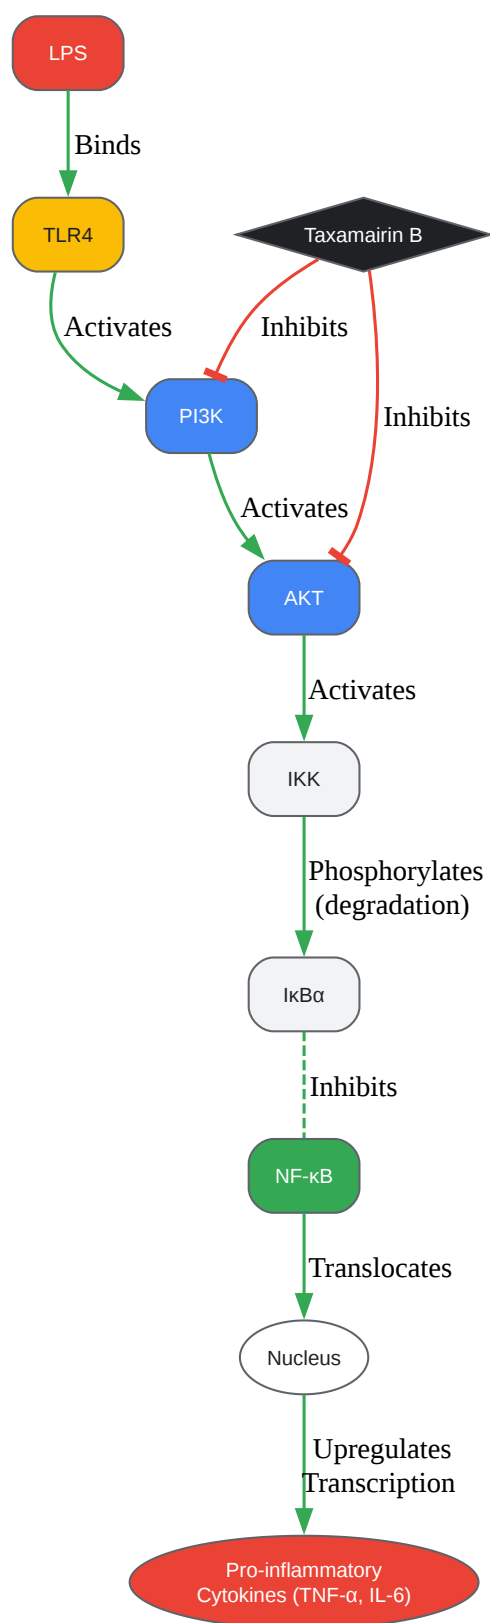 LPS
Binds
TLR4
Taxamairin B
Activates
Inhibits
PI3K
Inhibits
Activates
AKT
Activates
IKK
Phosphorylates
(degradation)
IκBα
Inhibits
NF-κB
Translocates
Nucleus
Upregulates
Transcription
Pro-inflammatory
Cytokines (TNF-α, IL-6)